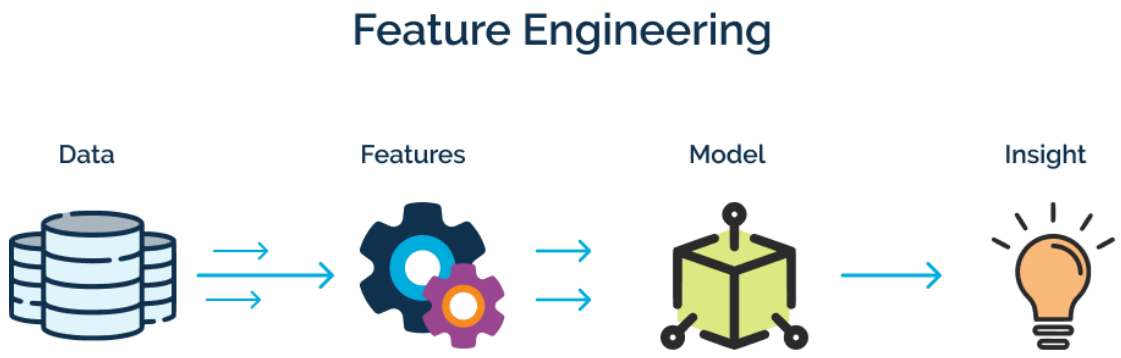 Feature Engineering
Data
Features
Model
Insight